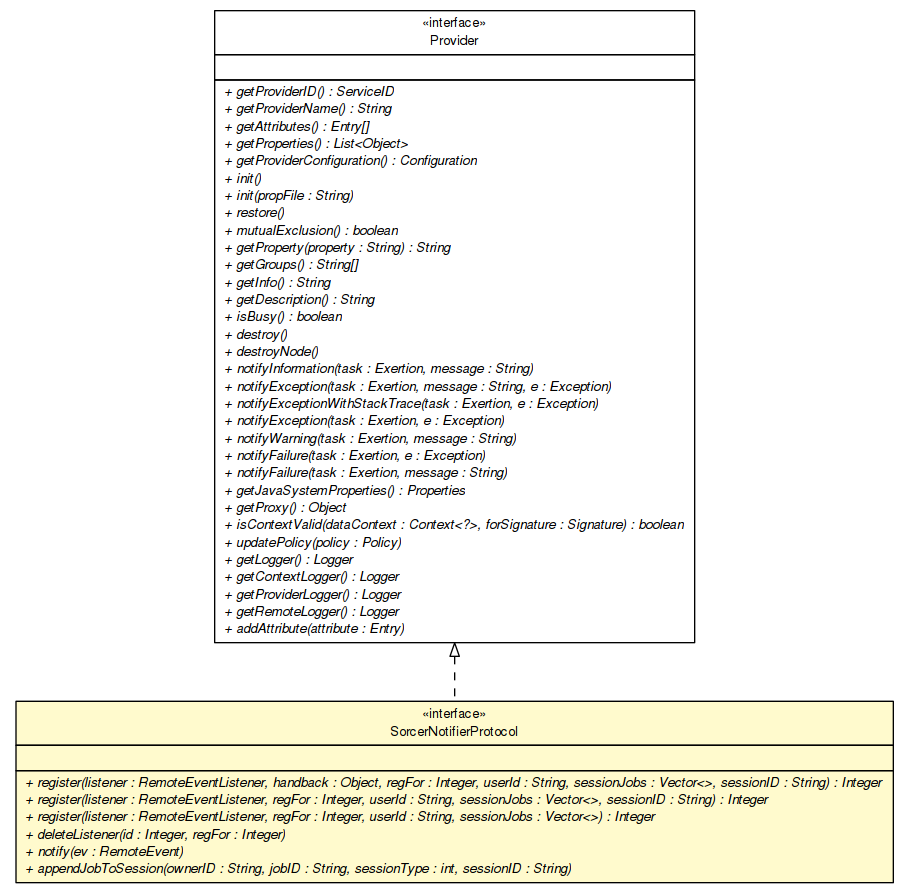 «interface»
Provider
+ getProviderID() : ServiceID
+ getProviderName() : String
+ getAttributes() : Entry[]
+ getProperties() : List<Object>
+ getProviderConfiguration() : Configuration
+ init()
+ init(propFile : String)
+ restore()
+ mutualExclusion() : boolean
+ getProperty(property : String) : String
+ getGroups() : String[]
+ getInfo() : String
+ getDescription() : String
+ isBusy() : boolean
+ destroy()
+ destroyNode()
+ notifyInformation(task : Exertion, message : String)
+ notifyException(task : Exertion, message : String, e : Exception)
+ notifyExceptionWithStackTrace(task : Exertion, e : Exception)
+ notifyException(task : Exertion, e : Exception)
+ notifyWarning(task : Exertion, message : String)
+ notifyFailure(task : Exertion, e : Exception)
+ notifyFailure(task : Exertion, message : String)
+ getJavaSystemProperties() : Properties
+ getProxy() : Object
+ isContextValid(dataContext : Context<?>, forSignature : Signature) : boolean
+ updatePolicy(policy : Policy)
+ getLogger() : Logger
+ getContextLogger() : Logger
+ getProviderLogger() : Logger
+ getRemoteLogger() : Logger
+ addAttribute(attribute : Entry)
«interface»
SorcerNotifierProtocol
+ register(listener : RemoteEventListener, handback : Object, regFor : Integer, userId : String, sessionJobs : Vector<>, sessionID : String) : Integer
+ register(listener : RemoteEventListener, regFor : Integer, userId : String, sessionJobs : Vector<>, sessionID : String) : Integer
+ register(listener : RemoteEventListener, regFor : Integer, userId : String, sessionJobs : Vector<>) : Integer
+ deleteListener(id : Integer, regFor : Integer)
+ notify(ev : RemoteEvent)
+ appendJobToSession(ownerID : String, jobID : String, sessionType : int, sessionID : String)